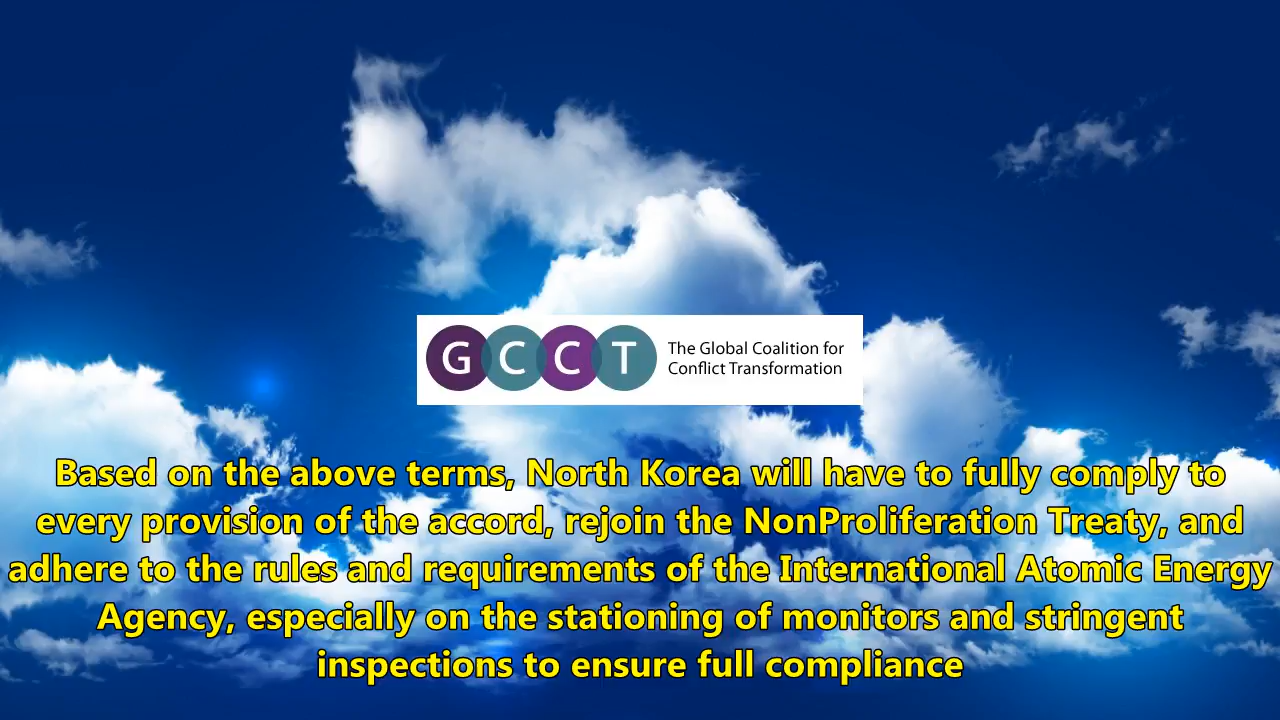 GCCT
The Global Coalition for
Conflict Transformation
Based on the above terms, North Korea will have to fully comply to
every provision of the accord, rejoin the NonProliferation Treaty, and
adhere to the rules and requirements of the International Atomic Energy
Agency, especially on the stationing of monitors and stringent
inspections to ensure full compliance